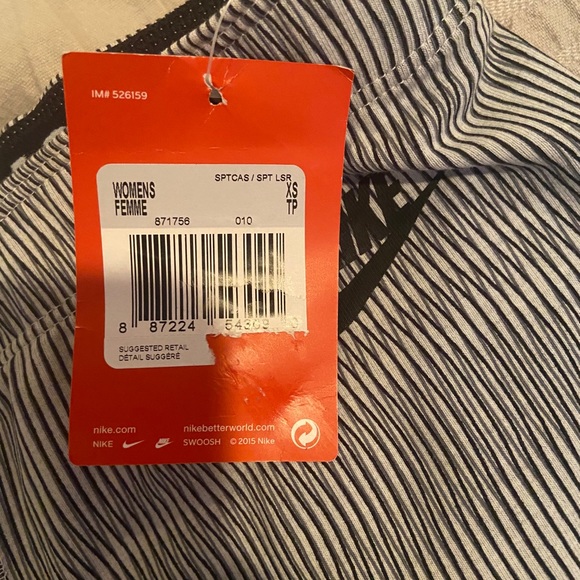 IM# 526159
SPTCAS / SPT LSR
WOMENS XS
FEMME TP
871756 010
8 87224
SUGGESTED RETAIL
DÉTAIL SUGGÉRÉ
nike.com nikebetterworld.com
NIKE SWOOSH © 2015 Nike
NIKE